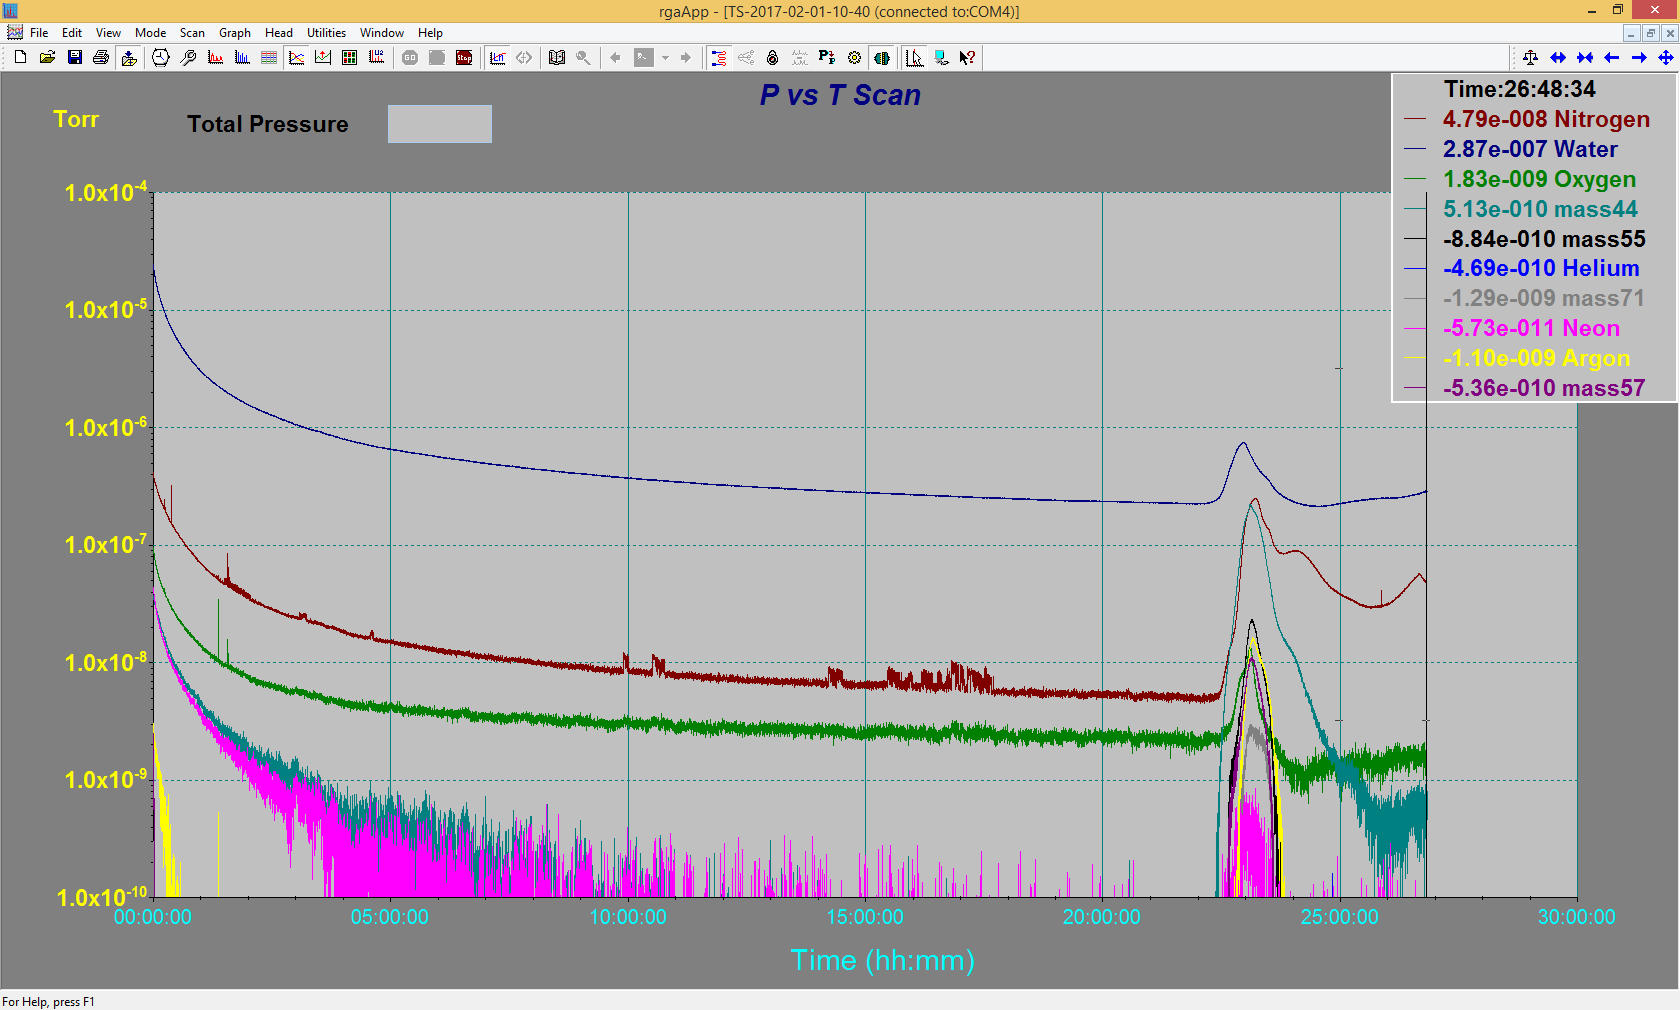 rgaApp - [TS-2017-02-01-10-40 (connected to:COM4)]
File Edit View Mode Scan Graph Head Utilities Window Help
GO Stop
P vs T Scan
Torr
Total Pressure
Time:26:48:34
4.79e-008 Nitrogen
2.87e-007 Water
1.83e-009 Oxygen
5.13e-010 mass44
-8.84e-010 mass55
-4.69e-010 Helium
-1.29e-009 mass71
-5.73e-011 Neon
-1.10e-009 Argon
-5.36e-010 mass57
1.0x10-4
1.0x10-5
1.0x10-6
1.0x10-7
1.0x10-8
1.0x10-9
1.0x10-10
00:00:00 05:00:00 10:00:00 15:00:00 20:00:00 25:00:00 30:00:00
Time (hh:mm)
For Help, press F1